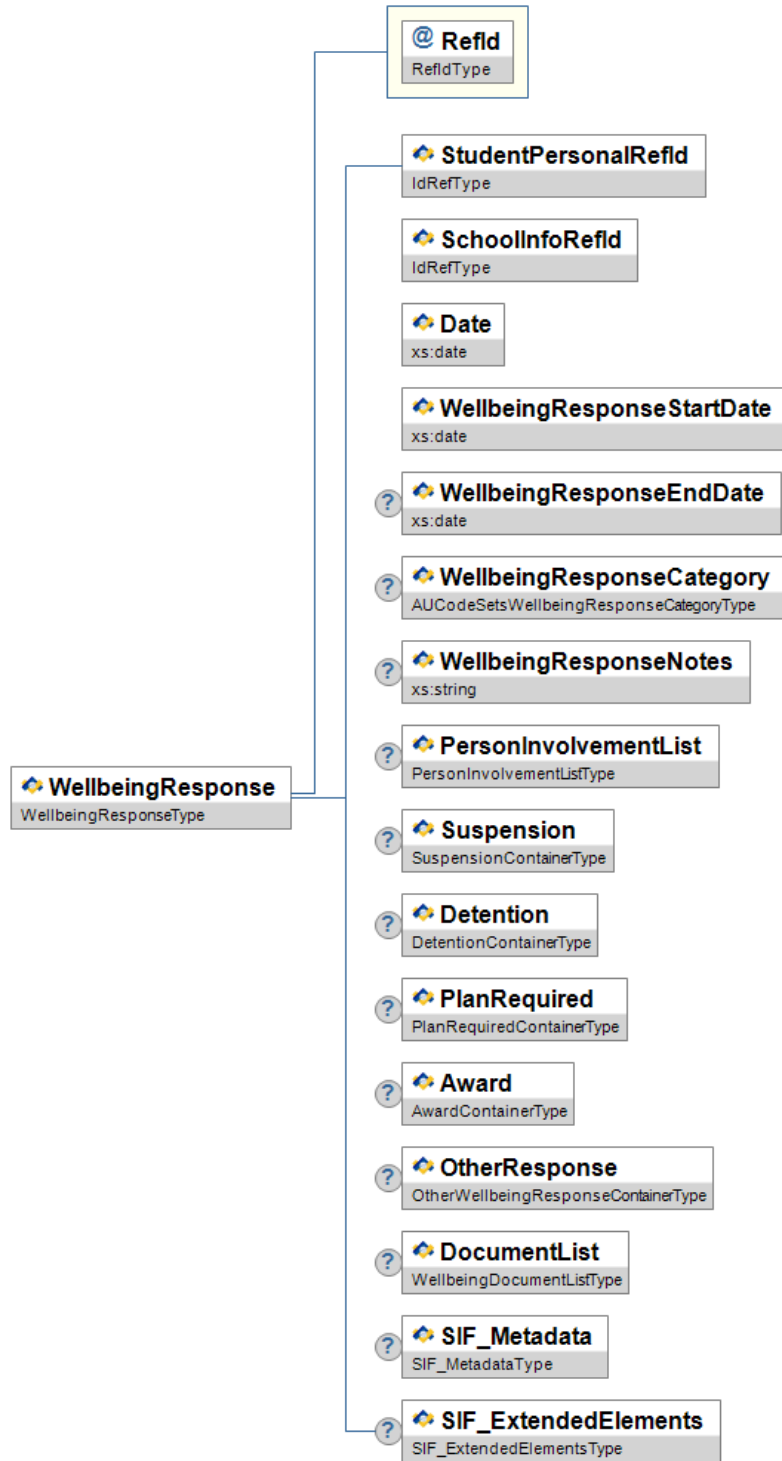 @ RefId
RefIdType
StudentPersonalRefId
IdRefType
SchoolInfoRefId
IdRefType
Date
xs:date
WellbeingResponseStartDate
xs:date
? WellbeingResponseEndDate
xs:date
? WellbeingResponseCategory
AUCodeSetsWellbeingResponseCategoryType
? WellbeingResponseNotes
xs:string
? PersonInvolvementList
PersonInvolvementListType
WellbeingResponse
WellbeingResponseType
? Suspension
SuspensionContainerType
? Detention
DetentionContainerType
? PlanRequired
PlanRequiredContainerType
? Award
AwardContainerType
? OtherResponse
OtherWellbeingResponseContainerType
? DocumentList
WellbeingDocumentListType
? SIF_Metadata
SIF_MetadataType
? SIF_ExtendedElements
SIF_ExtendedElementsType